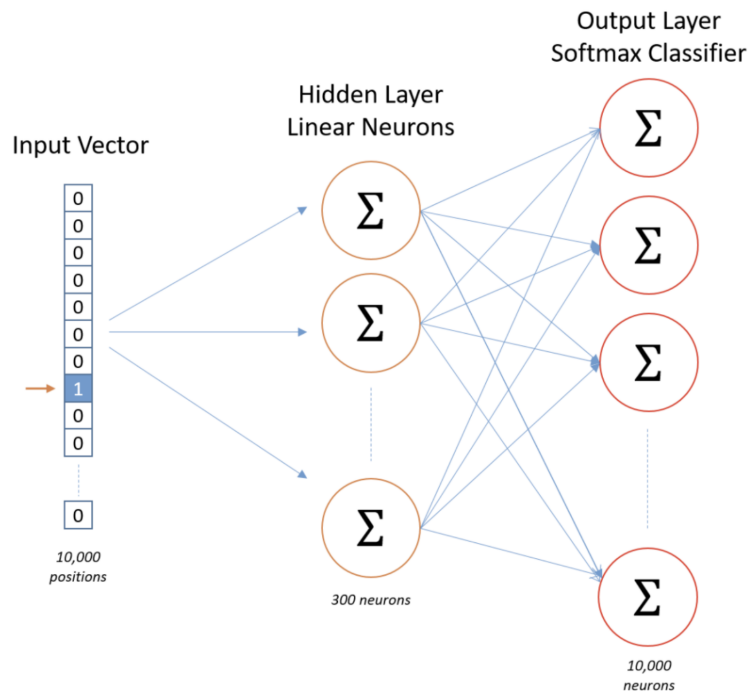 Output Layer
Softmax Classifier
Hidden Layer
Linear Neurons
Input Vector
0
0
0
0
0
0
0
1
0
0
0
10,000
positions
Σ
Σ
Σ
300 neurons
Σ
Σ
Σ
Σ
10,000
neurons